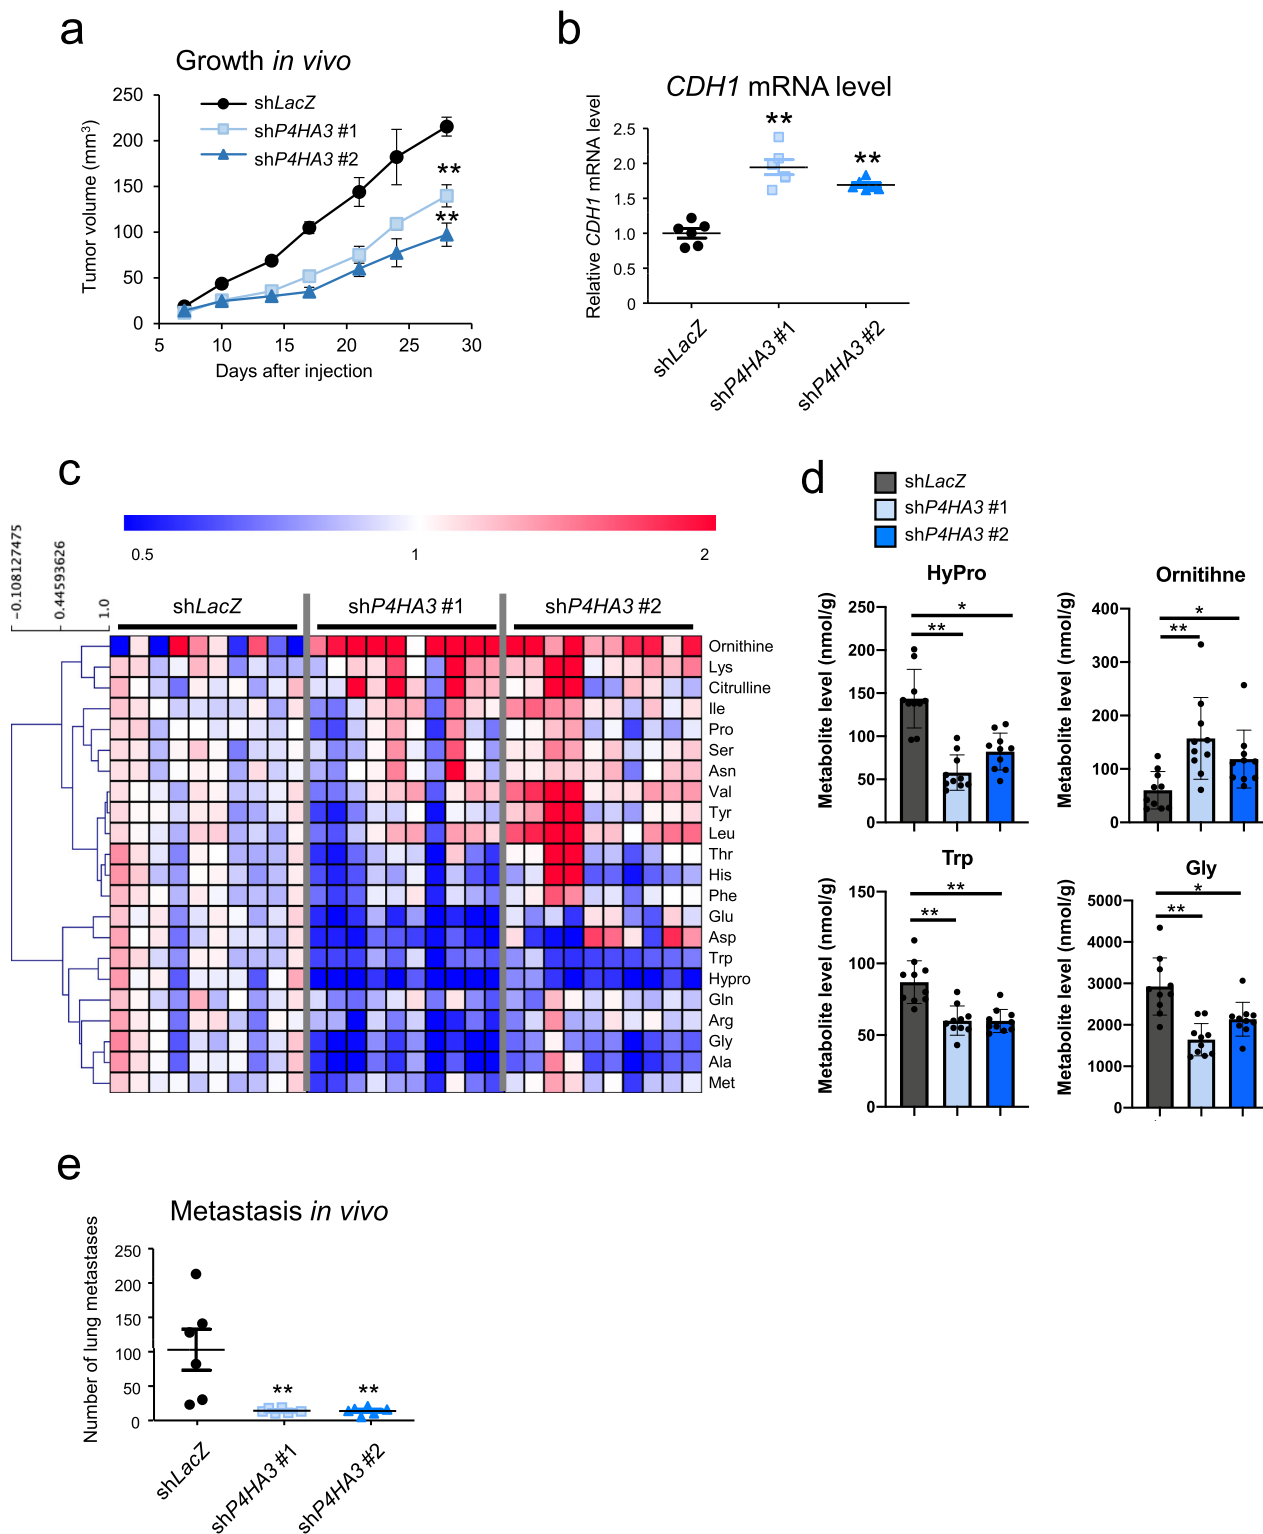 a
Growth in vivo
250
200
150
100
50
0
Tumor volume (mm³)
shLacZ
shP4HA3 #1
shP4HA3 #2
**
**
5 10 15 20 25 30
Days after injection
b
CDH1 mRNA level
Relative CDH1 mRNA level
2.5
2.0
1.5
1.0
0.5
0
**
**
shLacZ
shP4HA3 #1
shP4HA3 #2
c
0.5 1 2
−0.108127475
0.44593626
1.0
shLacZ shP4HA3 #1 shP4HA3 #2
Ornithine
Lys
Citrulline
Ile
Pro
Ser
Asn
Val
Tyr
Leu
Thr
His
Phe
Glu
Asp
Trp
Hypro
Gln
Arg
Gly
Ala
Met
d
shLacZ
shP4HA3 #1
shP4HA3 #2
HyPro
Metabolite level (nmol/g)
250
200
150
100
50
0
*
**
Ornitihne
Metabolite level (nmol/g)
400
300
200
100
0
*
**
Trp
Metabolite level (nmol/g)
150
100
50
0
**
**
Gly
Metabolite level (nmol/g)
5000
4000
3000
2000
1000
0
*
**
e
Metastasis in vivo
Number of lung metastases
250
200
150
100
50
0
**
**
shLacZ
shP4HA3 #1
shP4HA3 #2